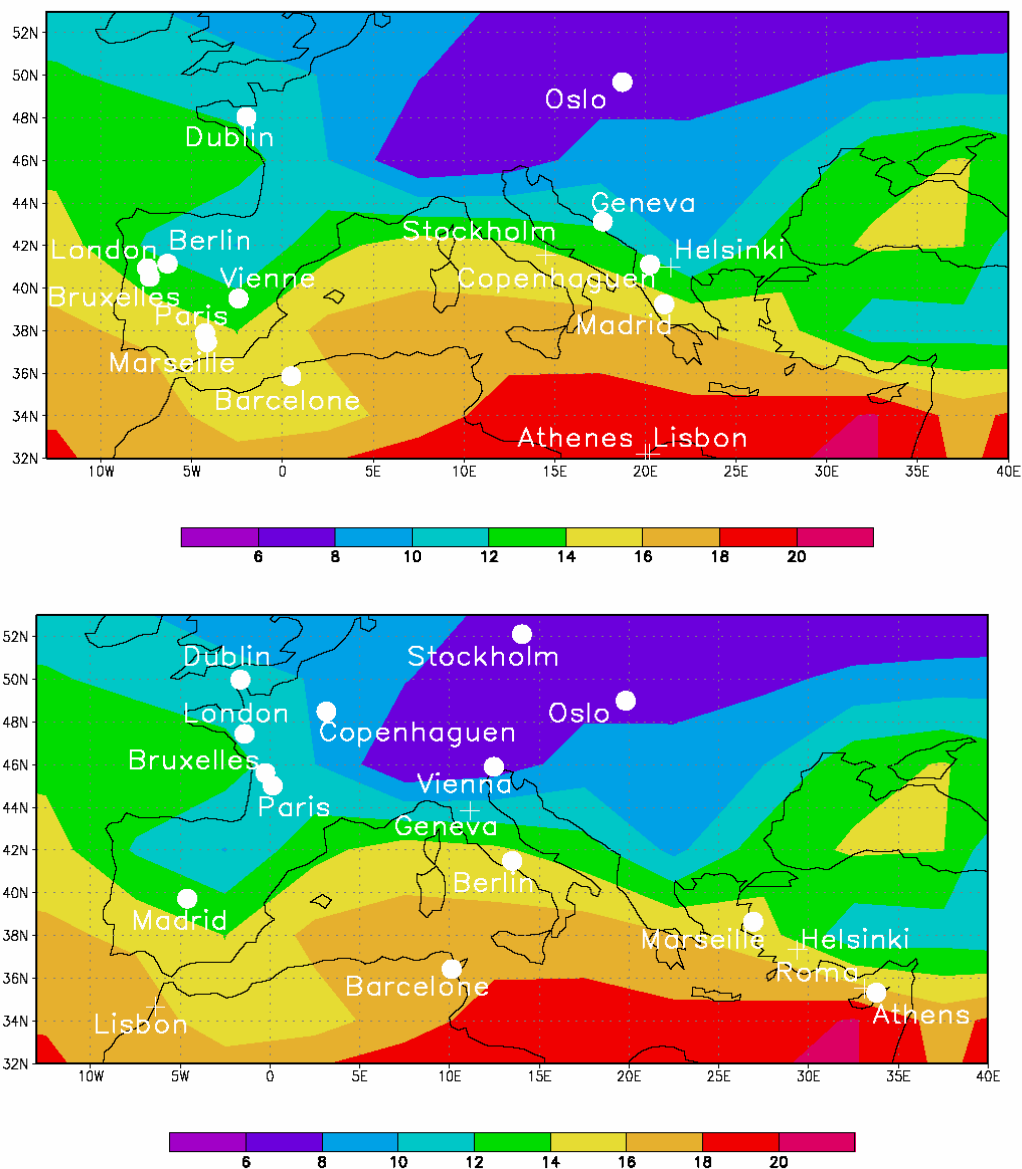 52N
50N
48N
46N
44N
42N
40N
38N
36N
34N
32N
Oslo
Dublin
Geneva
Stockholm
London Berlin
Helsinki
Vienne
Copenhaguen
Bruxelles
Paris
Madrid
Marseille
Barcelone
Athenes Lisbon
10W 5W 0 5E 10E 15E 20E 25E 30E 35E 40E
6 8 10 12 14 16 18 20
52N
50N
48N
46N
44N
42N
40N
38N
36N
34N
32N
Dublin Stockholm
London Oslo
Copenhaguen
Bruxelles
Vienna
Paris
Geneva
Berlin
Madrid
Marseille Helsinki
Roma
Barcelone
Athens
Lisbon
10W 5W 0 5E 10E 15E 20E 25E 30E 35E 40E
6 8 10 12 14 16 18 20